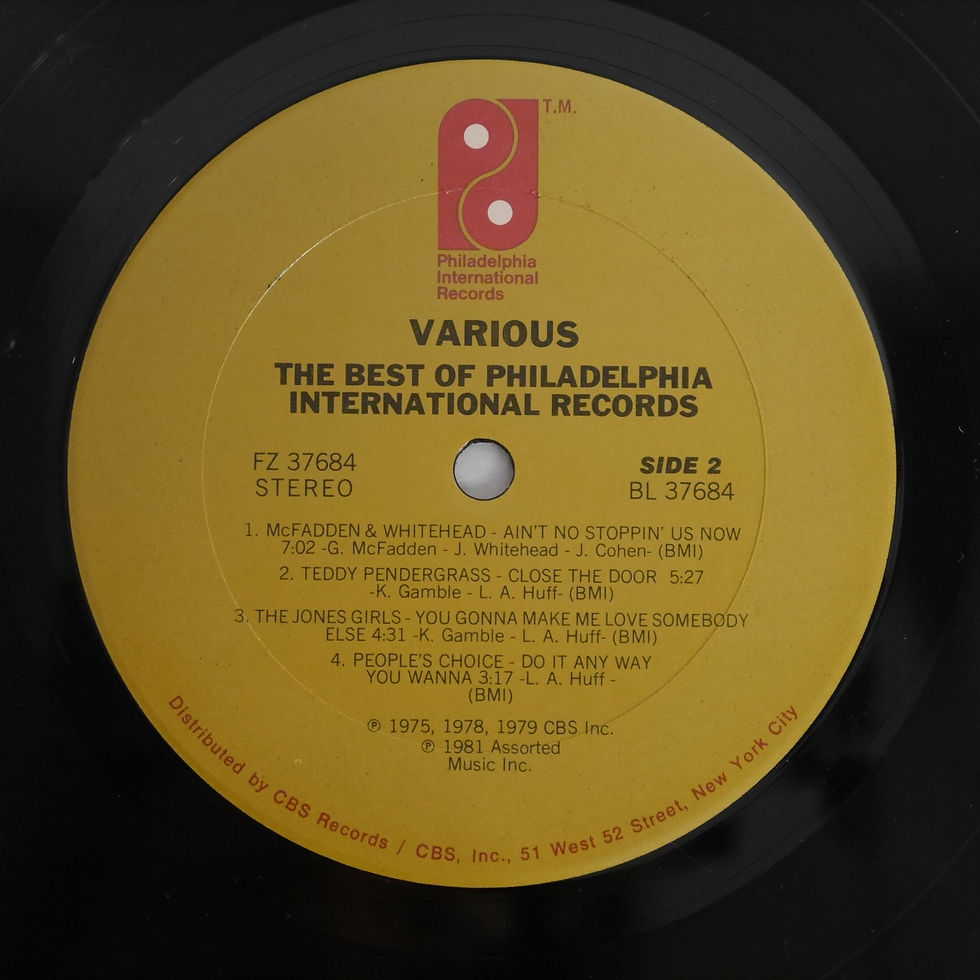 T.M.
Philadelphia
International
Records
VARIOUS
THE BEST OF PHILADELPHIA
INTERNATIONAL RECORDS
FZ 37684
STEREO
SIDE 2
BL 37684
1. McFADDEN & WHITEHEAD - AIN'T NO STOPPIN' US NOW
7:02 -G. McFadden - J. Whitehead - J. Cohen- (BMI)
2. TEDDY PENDERGRASS - CLOSE THE DOOR 5:27
-K. Gamble - L. A. Huff- (BMI)
3. THE JONES GIRLS - YOU GONNA MAKE ME LOVE SOMEBODY
ELSE 4:31 -K. Gamble - L. A. Huff- (BMI)
4. PEOPLE'S CHOICE - DO IT ANY WAY
YOU WANNA 3:17 -L. A. Huff -
(BMI)
℗ 1975, 1978, 1979 CBS Inc.
℗ 1981 Assorted
Music Inc.
Distributed by CBS Records / CBS, Inc., 51 West 52 Street, New York City